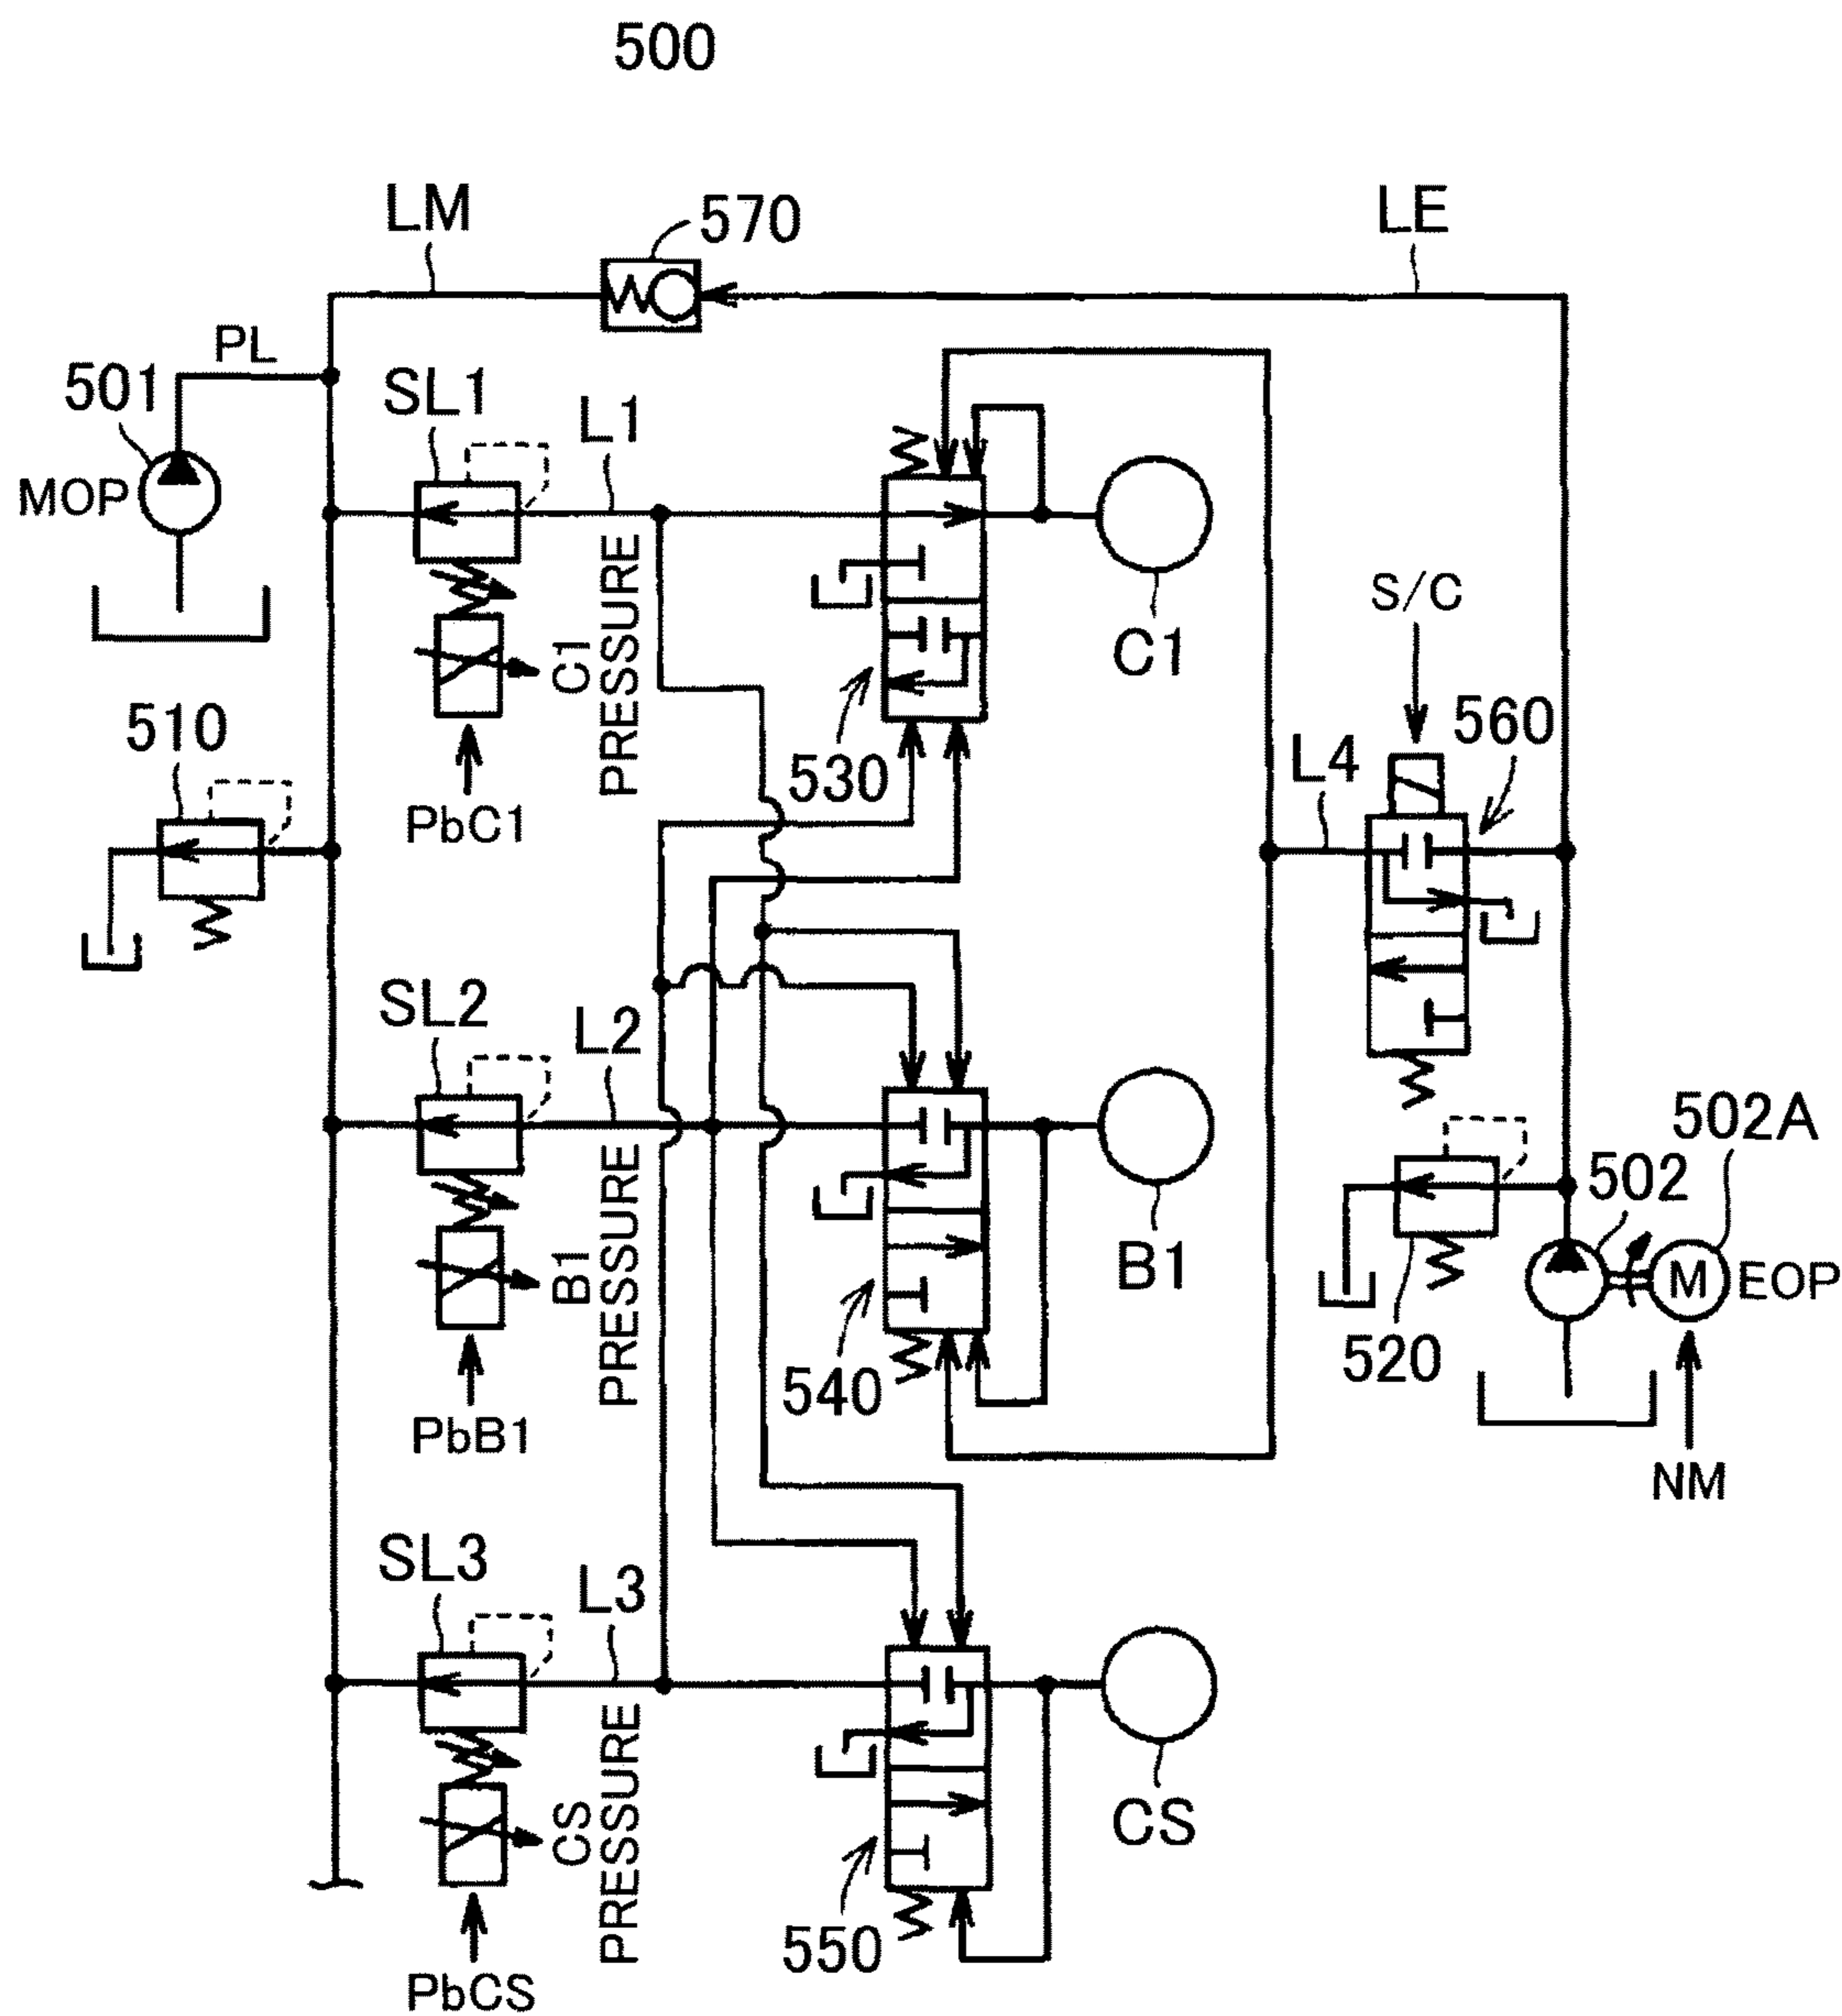 500
LM
570
LE
PL
501
SL1
L1
MOP
C1 PRESSURE
C1
S/C
530
510
PbC1
L4
560
SL2
L2
502A
502
B1 PRESSURE
B1
M
EOP
540
520
PbB1
NM
SL3
L3
CS PRESSURE
CS
550
PbCS